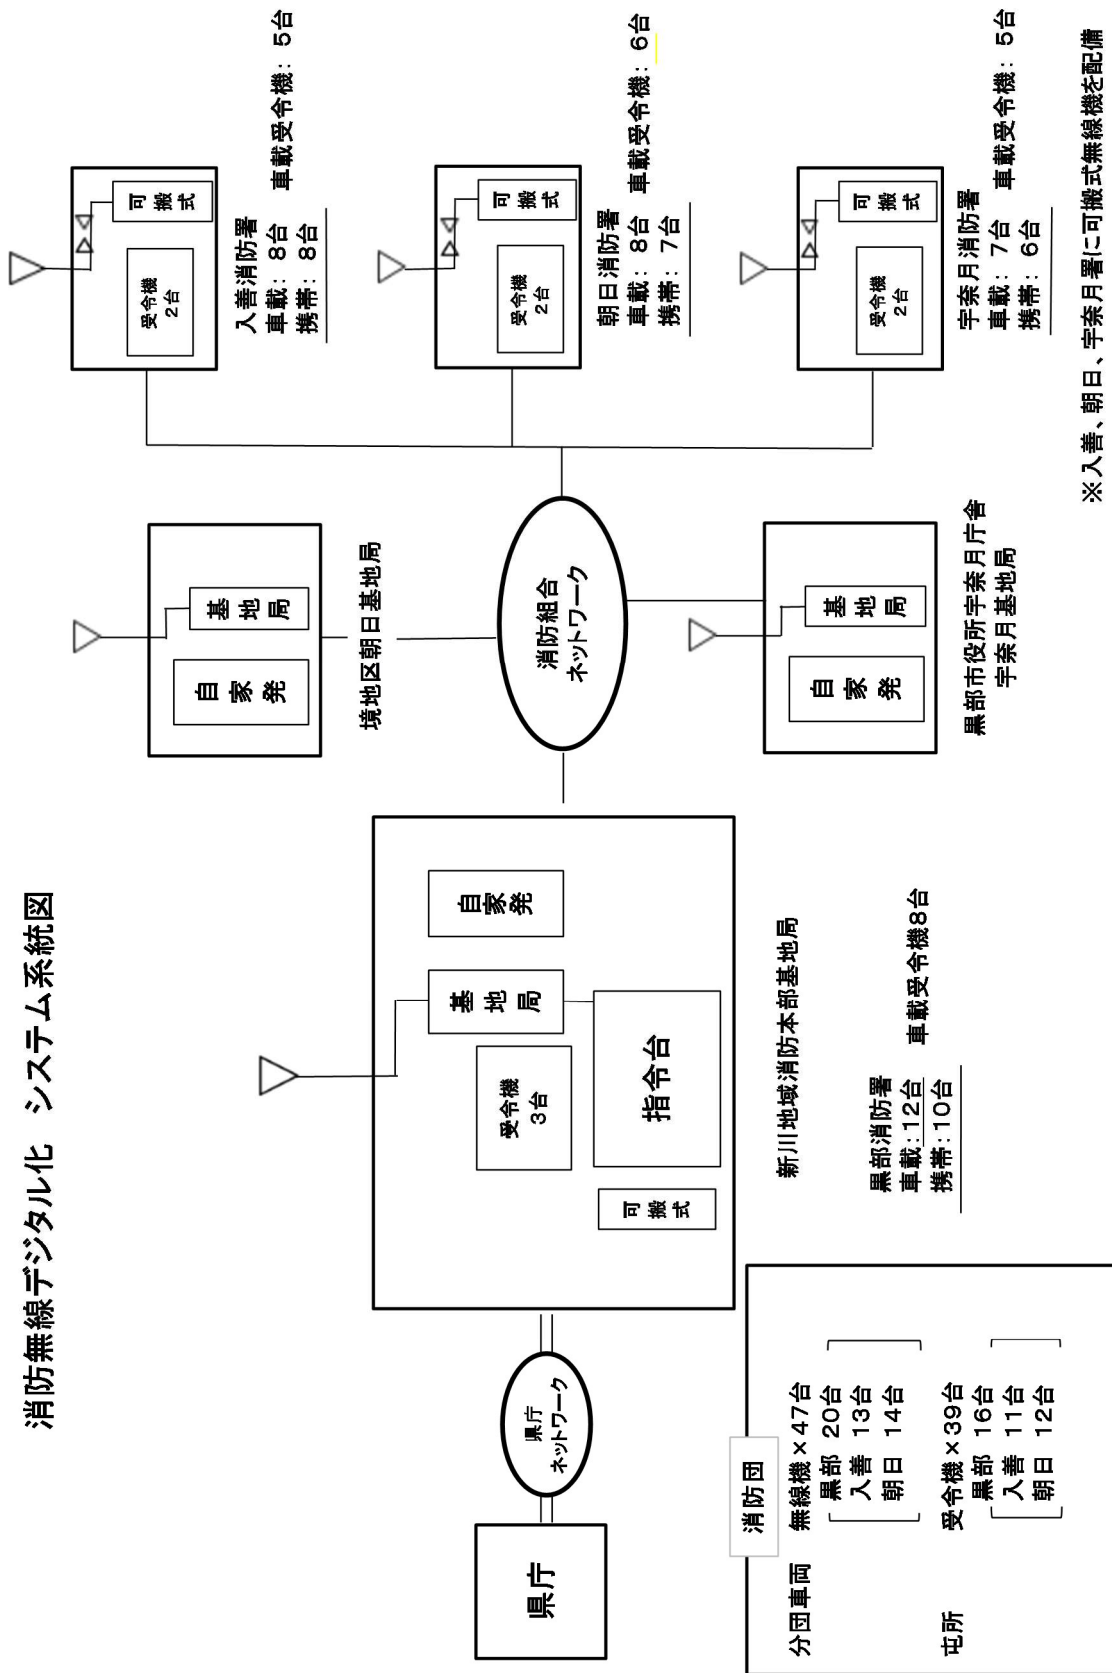 消防無線デジタル化 システム系統図
県庁
県庁
ネットワーク
基地局
自家発
受令機
3台
指令台
可搬式
新川地域消防本部基地局
黒部消防署
車載:12台
携帯:10台
車載受令機8台
消防団
分団車両 無線機×47台
黒部 20台
入善 13台
朝日 14台
屯所 受令機×39台
黒部 16台
入善 11台
朝日 12台
消防組合
ネットワーク
自家発
基地局
境地区朝日基地局
自家発
基地局
黒部市役所宇奈月庁舎
宇奈月基地局
受令機
2台
可搬式
入善消防署
車載:8台 車載受令機:5台
携帯:8台
受令機
2台
可搬式
朝日消防署
車載:8台 車載受令機:6台
携帯:7台
受令機
2台
可搬式
宇奈月消防署
車載:7台 車載受令機:5台
携帯:6台
※入善、朝日、宇奈月署に可搬式無線機を配備